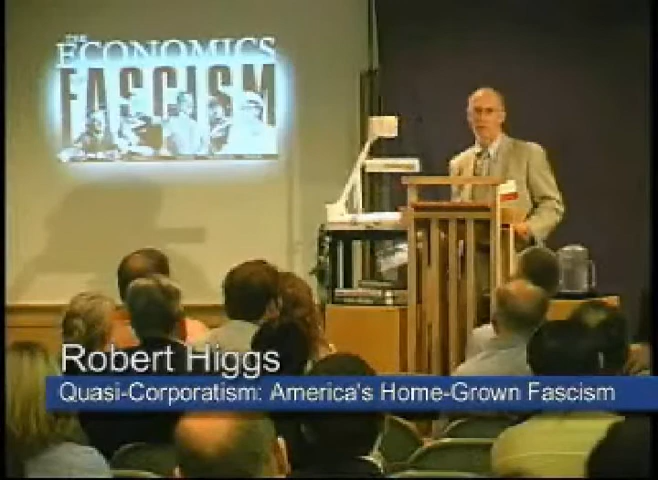 THE
ECONOMICS
FASCISM
Robert Higgs
Quasi-Corporatism: America's Home-Grown Fascism